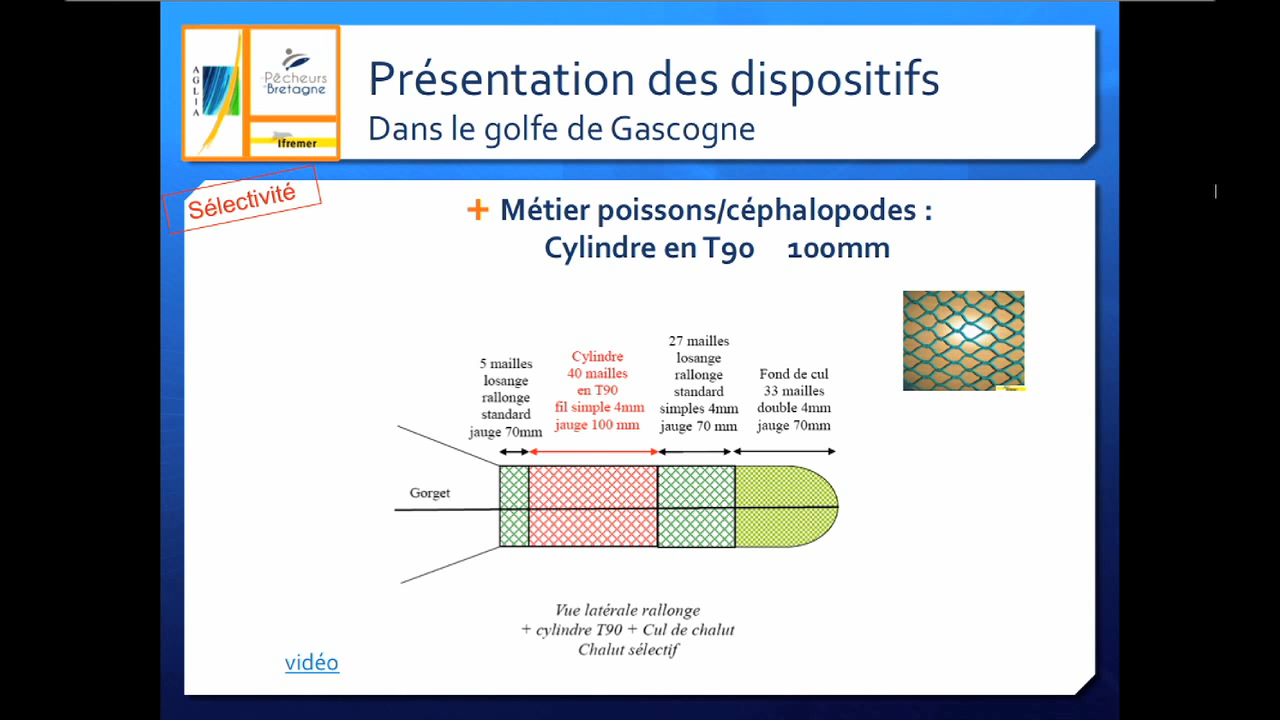 AGLIA
Pêcheurs
de Bretagne
Ifremer
Présentation des dispositifs
Dans le golfe de Gascogne
Sélectivité
+ Métier poissons/céphalopodes :
Cylindre en T90 100mm
5 mailles
losange
rallonge
standard
jauge 70mm
Cylindre
40 mailles
en T90
fil simple 4mm
jauge 100 mm
27 mailles
losange
rallonge
standard
simples 4mm
jauge 70 mm
Fond de cul
33 mailles
double 4mm
jauge 70mm
Gorget
Vue latérale rallonge
+ cylindre T90 + Cul de chalut
Chalut sélectif
vidéo